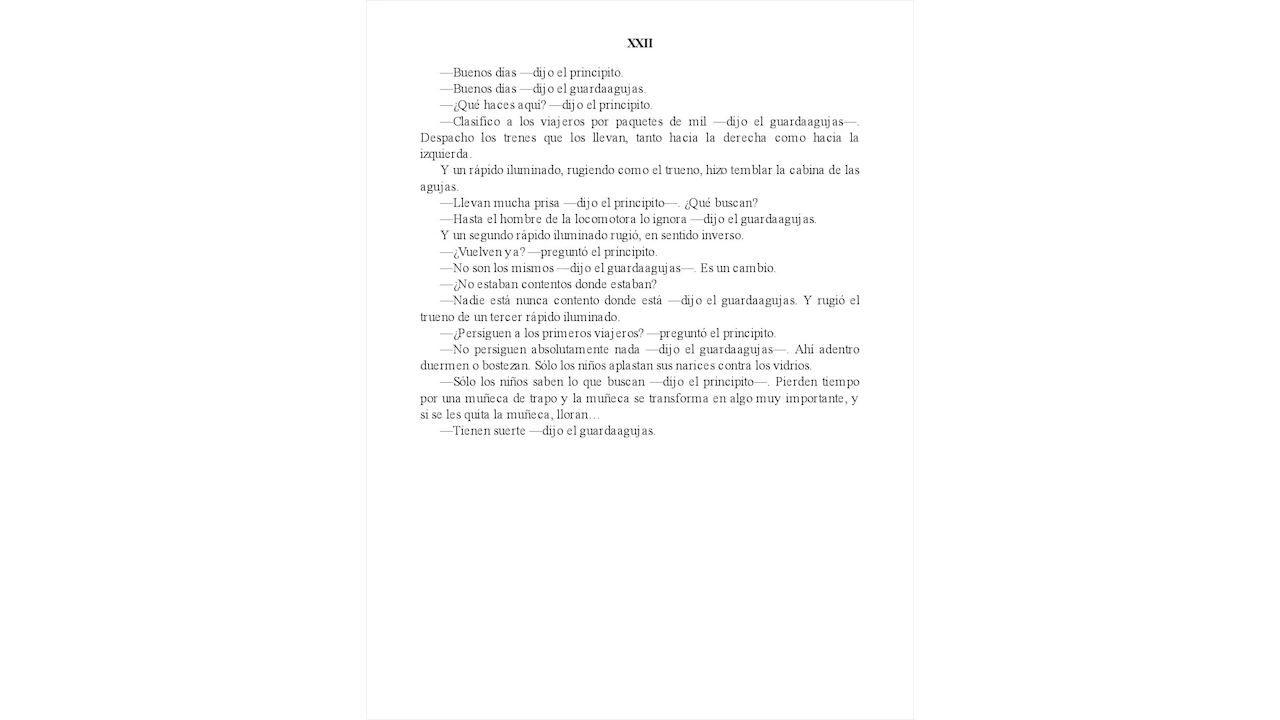 XXII
—Buenos días —dijo el principito.
—Buenos días —dijo el guardaagujas.
—¿Qué haces aquí? —dijo el principito.
—Clasifico a los viajeros por paquetes de mil —dijo el guardaagujas—.
Despacho los trenes que los llevan, tanto hacia la derecha como hacia la
izquierda.
Y un rápido iluminado, rugiendo como el trueno, hizo temblar la cabina de las
agujas.
—Llevan mucha prisa —dijo el principito—. ¿Qué buscan?
—Hasta el hombre de la locomotora lo ignora —dijo el guardaagujas.
Y un segundo rápido iluminado rugió, en sentido inverso.
—¿Vuelven ya? —preguntó el principito.
—No son los mismos —dijo el guardaagujas—. Es un cambio.
—¿No estaban contentos donde estaban?
—Nadie está nunca contento donde está —dijo el guardaagujas. Y rugió el
trueno de un tercer rápido iluminado.
—¿Persiguen a los primeros viajeros? —preguntó el principito.
—No persiguen absolutamente nada —dijo el guardaagujas—. Ahí adentro
duermen o bostezan. Sólo los niños aplastan sus narices contra los vidrios.
—Sólo los niños saben lo que buscan —dijo el principito—. Pierden tiempo
por una muñeca de trapo y la muñeca se transforma en algo muy importante, y
si se les quita la muñeca, lloran…
—Tienen suerte —dijo el guardaagujas.